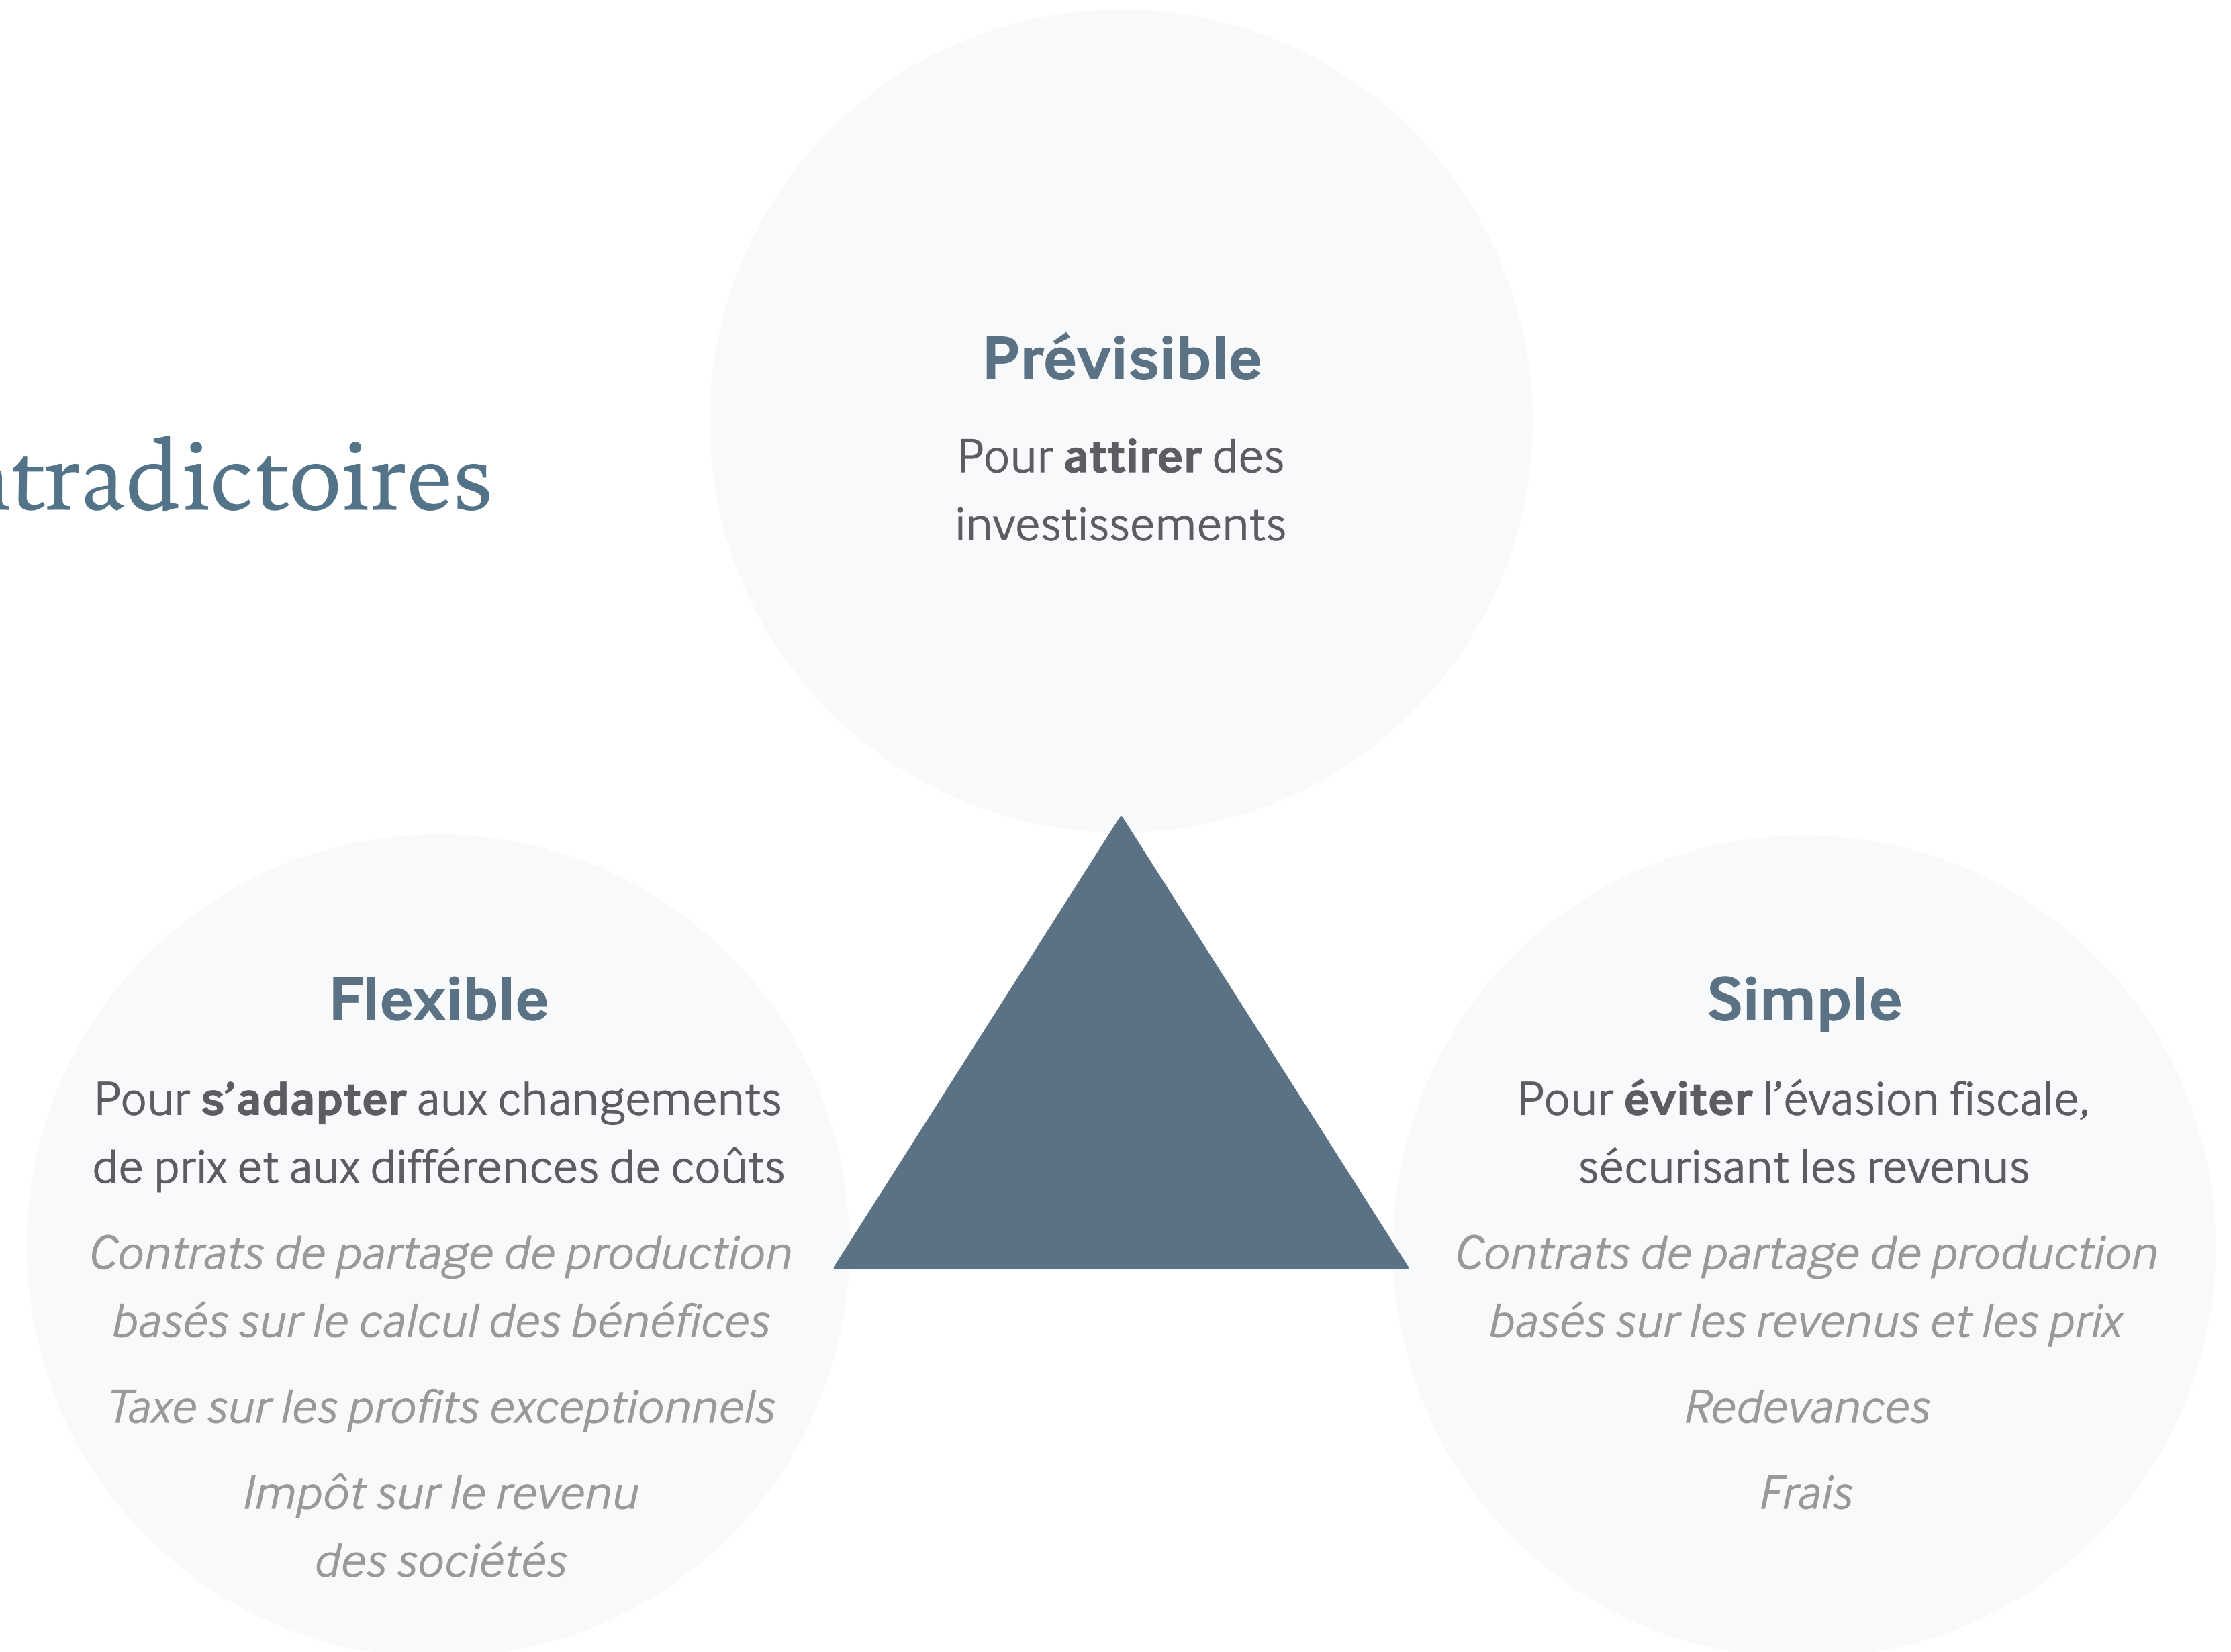 Prévisible
Pour attirer des
investissements
tradictoires
Flexible
Pour s’adapter aux changements
de prix et aux différences de coûts
Contrats de partage de production
basés sur le calcul des bénéfices
Taxe sur les profits exceptionnels
Impôt sur le revenu
des sociétés
Simple
Pour éviter l’évasion fiscale,
sécurisant les revenus
Contrats de partage de production
basés sur les revenus et les prix
Redevances
Frais